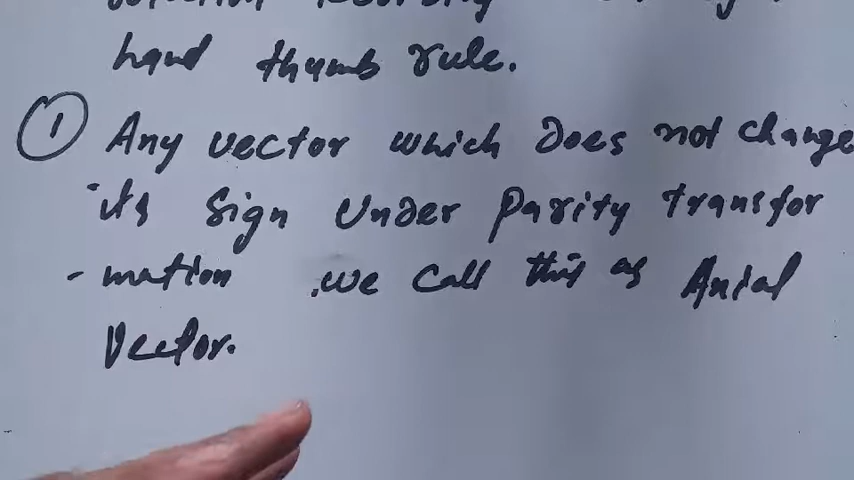 hand thumb rule.
① Any vector which does not change
its sign under parity transfor
- mation we call this as Axial
Vector.